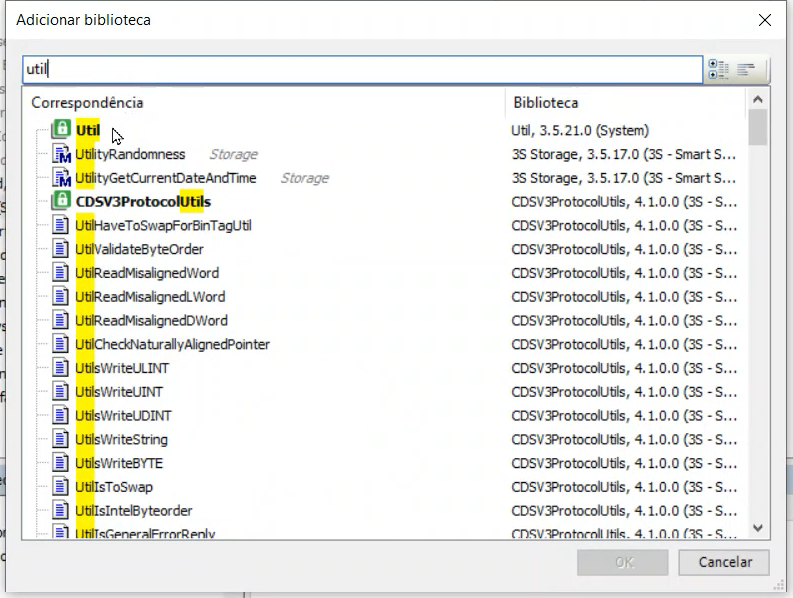 Adicionar biblioteca
util
Correspondência Biblioteca
Util Util, 3.5.21.0 (System)
UtilityRandomness Storage 3S Storage, 3.5.17.0 (3S - Smart S...
UtilityGetCurrentDateAndTime Storage 3S Storage, 3.5.17.0 (3S - Smart S...
CDSV3ProtocolUtils CDSV3ProtocolUtils, 4.1.0.0 (3S - S...
UtilHaveToSwapForBinTagUtil CDSV3ProtocolUtils, 4.1.0.0 (3S - S...
UtilValidateByteOrder CDSV3ProtocolUtils, 4.1.0.0 (3S - S...
UtilReadMisalignedWord CDSV3ProtocolUtils, 4.1.0.0 (3S - S...
UtilReadMisalignedLWord CDSV3ProtocolUtils, 4.1.0.0 (3S - S...
UtilReadMisalignedDWord CDSV3ProtocolUtils, 4.1.0.0 (3S - S...
UtilCheckNaturallyAlignedPointer CDSV3ProtocolUtils, 4.1.0.0 (3S - S...
UtilsWriteULINT CDSV3ProtocolUtils, 4.1.0.0 (3S - S...
UtilsWriteUINT CDSV3ProtocolUtils, 4.1.0.0 (3S - S...
UtilsWriteUDINT CDSV3ProtocolUtils, 4.1.0.0 (3S - S...
UtilsWriteString CDSV3ProtocolUtils, 4.1.0.0 (3S - S...
UtilsWriteBYTE CDSV3ProtocolUtils, 4.1.0.0 (3S - S...
UtilIsToSwap CDSV3ProtocolUtils, 4.1.0.0 (3S - S...
UtilIsIntelByteorder CDSV3ProtocolUtils, 4.1.0.0 (3S - S...
UtilIsGeneralErrorReply CDSV3ProtocolUtils, 4.1.0.0 (3S - S...
OK Cancelar